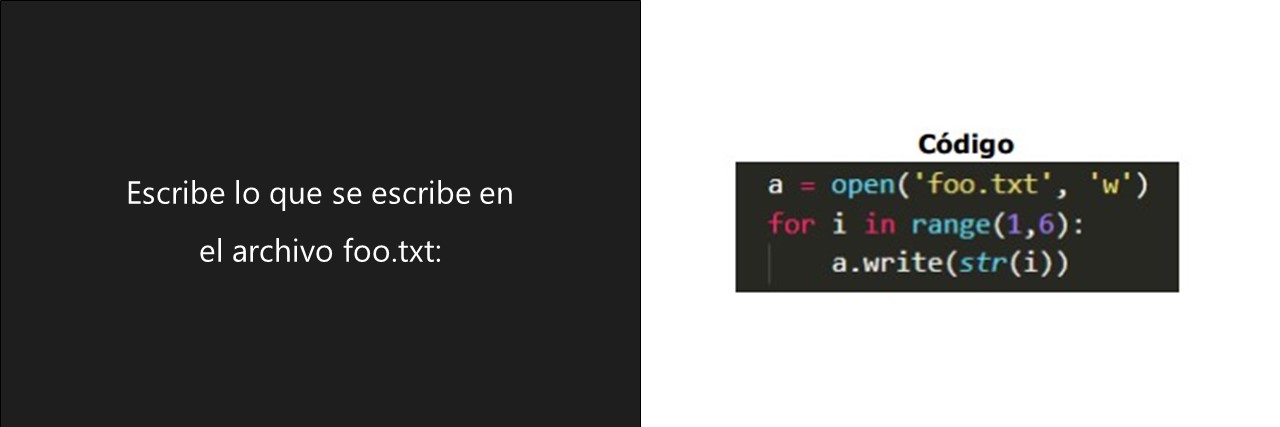 Escribe lo que se escribe en
el archivo foo.txt:
Código
a = open('foo.txt', 'w')
for i in range(1,6):
    a.write(str(i))